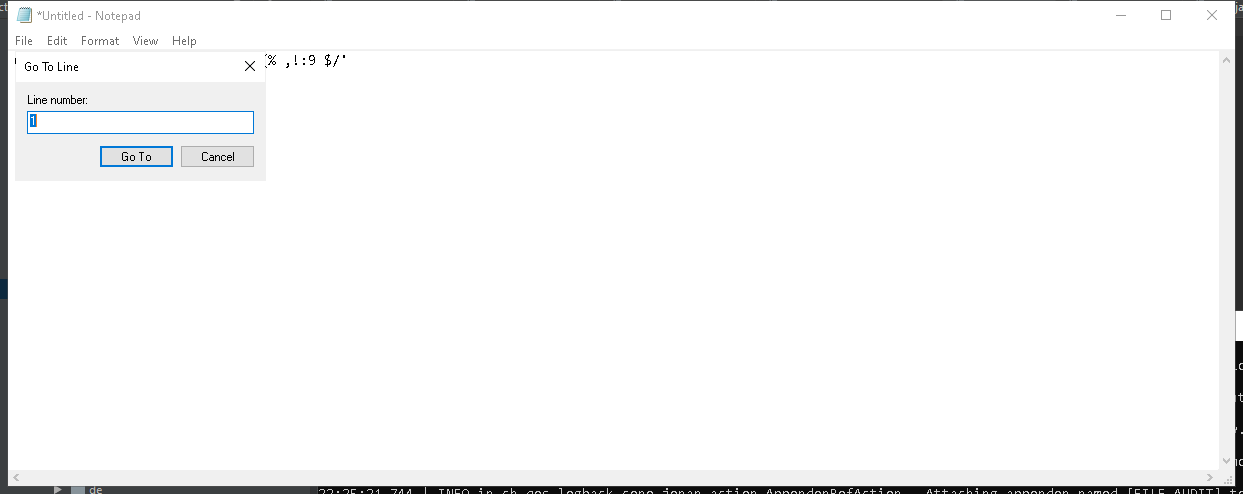 *Untitled - Notepad
File Edit Format View Help
% ,!:9 $/'
Go To Line
Line number:
1
Go To Cancel
de
22:25:21,744 | INFO in ch.qos.logback.core.joran.action.AppenderRefAction - Attaching appender named [FILE_AUDIT] t